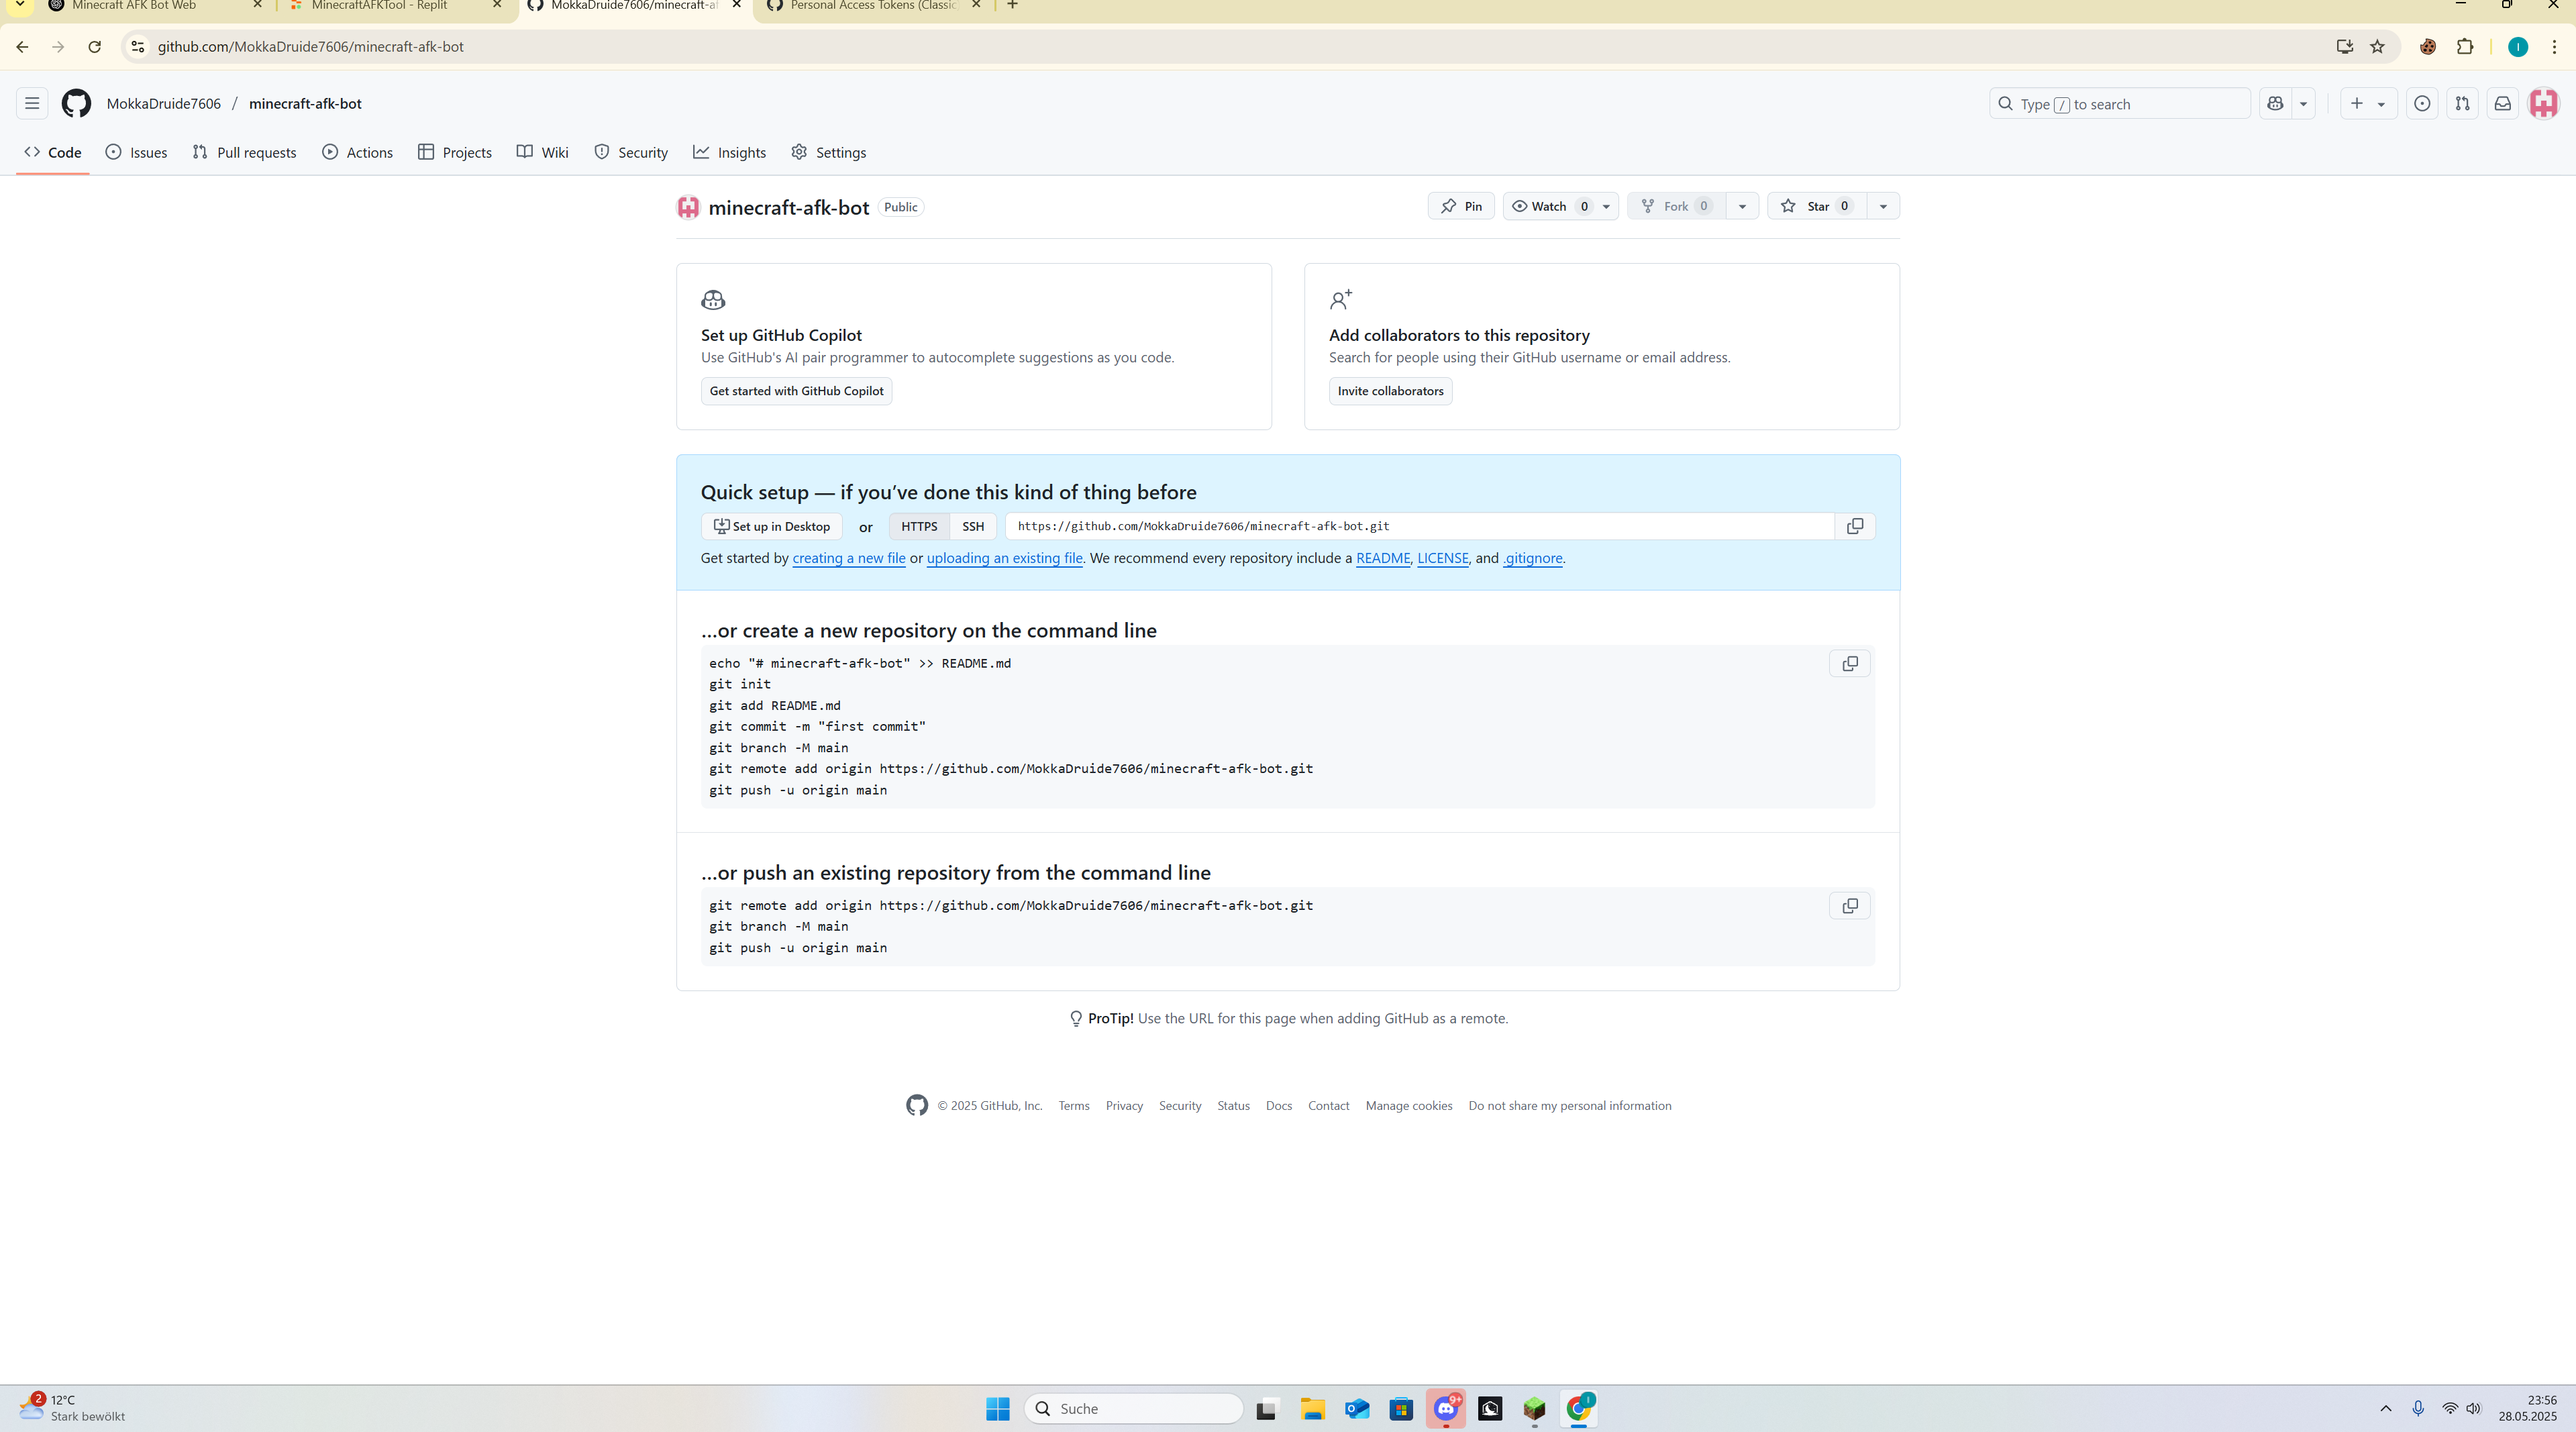 Minecraft AFK Bot Web
MinecraftAFKTool - Replit
MokkaDruide7606/minecraft-af
Personal Access Tokens (Classic
github.com/MokkaDruide7606/minecraft-afk-bot
I
MokkaDruide7606 / minecraft-afk-bot
Type / to search
Code
Issues
Pull requests
Actions
Projects
Wiki
Security
Insights
Settings
minecraft-afk-bot Public
Pin
Watch 0
Fork 0
Star 0
Set up GitHub Copilot
Use GitHub's AI pair programmer to autocomplete suggestions as you code.
Get started with GitHub Copilot
Add collaborators to this repository
Search for people using their GitHub username or email address.
Invite collaborators
Quick setup — if you’ve done this kind of thing before
Set up in Desktop or HTTPS SSH https://github.com/MokkaDruide7606/minecraft-afk-bot.git
Get started by creating a new file or uploading an existing file. We recommend every repository include a README, LICENSE, and .gitignore.
…or create a new repository on the command line
echo "# minecraft-afk-bot" >> README.md
git init
git add README.md
git commit -m "first commit"
git branch -M main
git remote add origin https://github.com/MokkaDruide7606/minecraft-afk-bot.git
git push -u origin main
…or push an existing repository from the command line
git remote add origin https://github.com/MokkaDruide7606/minecraft-afk-bot.git
git branch -M main
git push -u origin main
ProTip! Use the URL for this page when adding GitHub as a remote.
© 2025 GitHub, Inc. Terms Privacy Security Status Docs Contact Manage cookies Do not share my personal information
2
12°C
Stark bewölkt
Suche
9+
I
23:56
28.05.2025